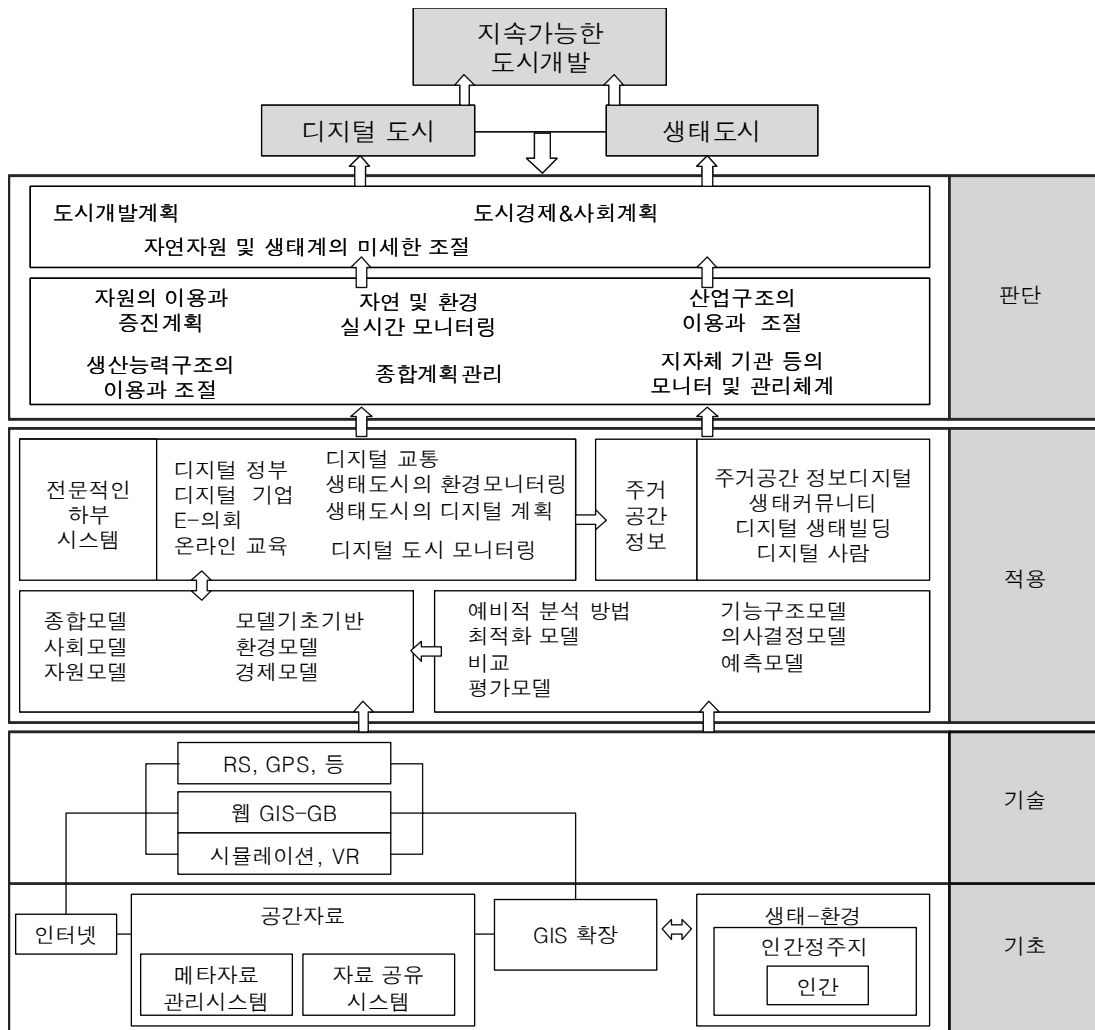 지속가능한
도시개발
디지털 도시
생태도시
도시개발계획
도시경제&사회계획
자연자원 및 생태계의 미세한 조절
자원의 이용과
증진계획
자연 및 환경
실시간 모니터링
산업구조의
이용과 조절
생산능력구조의
이용과 조절
종합계획관리
지자체 기관 등의
모니터 및 관리체계
판단
전문적인
하부
시스템
디지털 정부
디지털 기업
E-의회
온라인 교육
디지털 교통
생태도시의 환경모니터링
생태도시의 디지털 계획
디지털 도시 모니터링
주거
공간
정보
주거공간 정보디지털
생태커뮤니티
디지털 생태빌딩
디지털 사람
적용
종합모델
사회모델
자원모델
모델기초기반
환경모델
경제모델
예비적 분석 방법
최적화 모델
비교
평가모델
기능구조모델
의사결정모델
예측모델
RS, GPS, 등
웹 GIS-GB
시뮬레이션, VR
기술
인터넷
공간자료
메타자료
관리시스템
자료 공유
시스템
GIS 확장
생태-환경
인간정주지
인간
기초